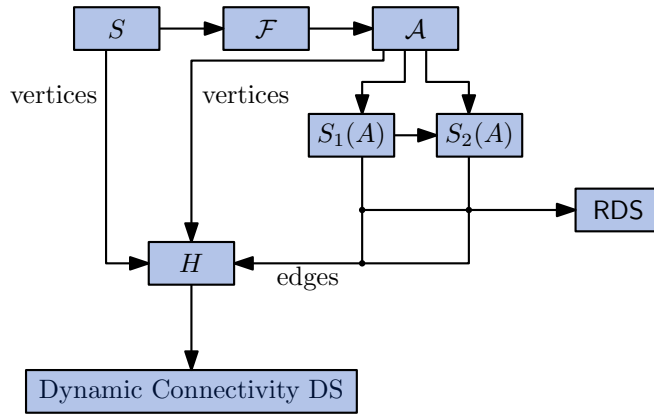 S
ℱ
𝒜
vertices
vertices
S₁(A)
S₂(A)
RDS
H
edges
Dynamic Connectivity DS